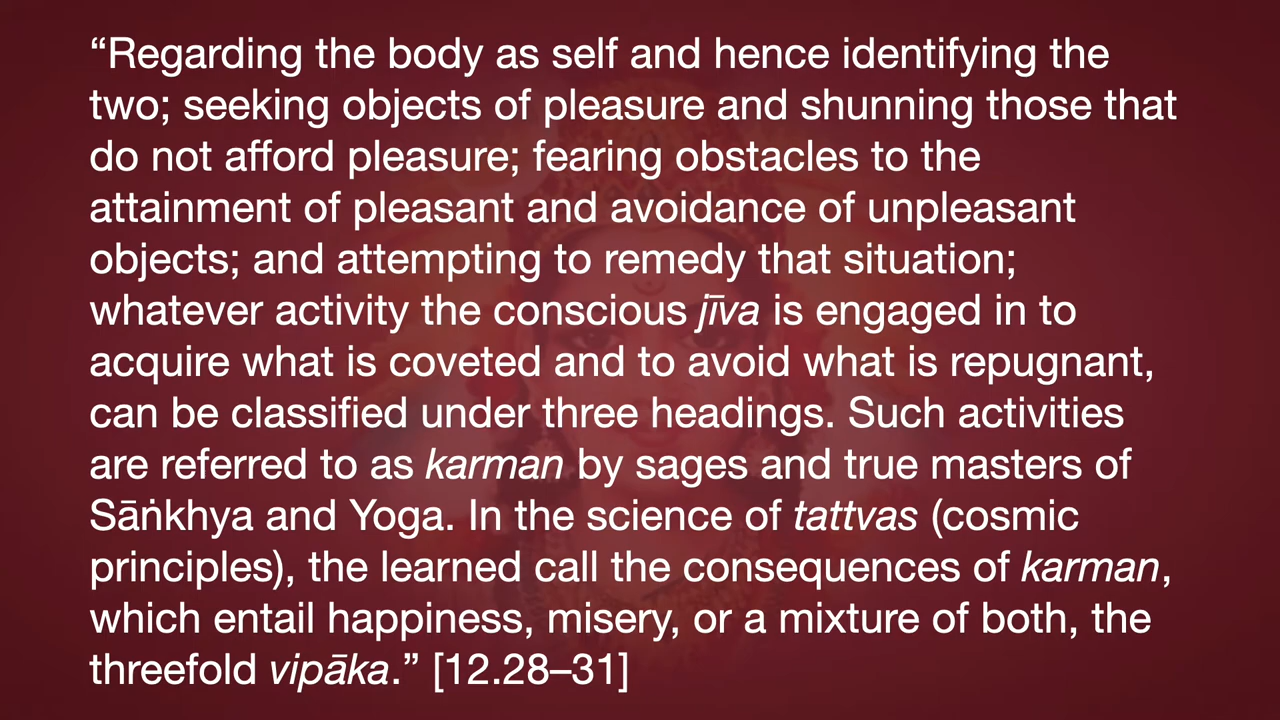 “Regarding the body as self and hence identifying the
two; seeking objects of pleasure and shunning those that
do not afford pleasure; fearing obstacles to the
attainment of pleasant and avoidance of unpleasant
objects; and attempting to remedy that situation;
whatever activity the conscious jīva is engaged in to
acquire what is coveted and to avoid what is repugnant,
can be classified under three headings. Such activities
are referred to as karman by sages and true masters of
Sāṅkhya and Yoga. In the science of tattvas (cosmic
principles), the learned call the consequences of karman,
which entail happiness, misery, or a mixture of both, the
threefold vipāka.” [12.28–31]